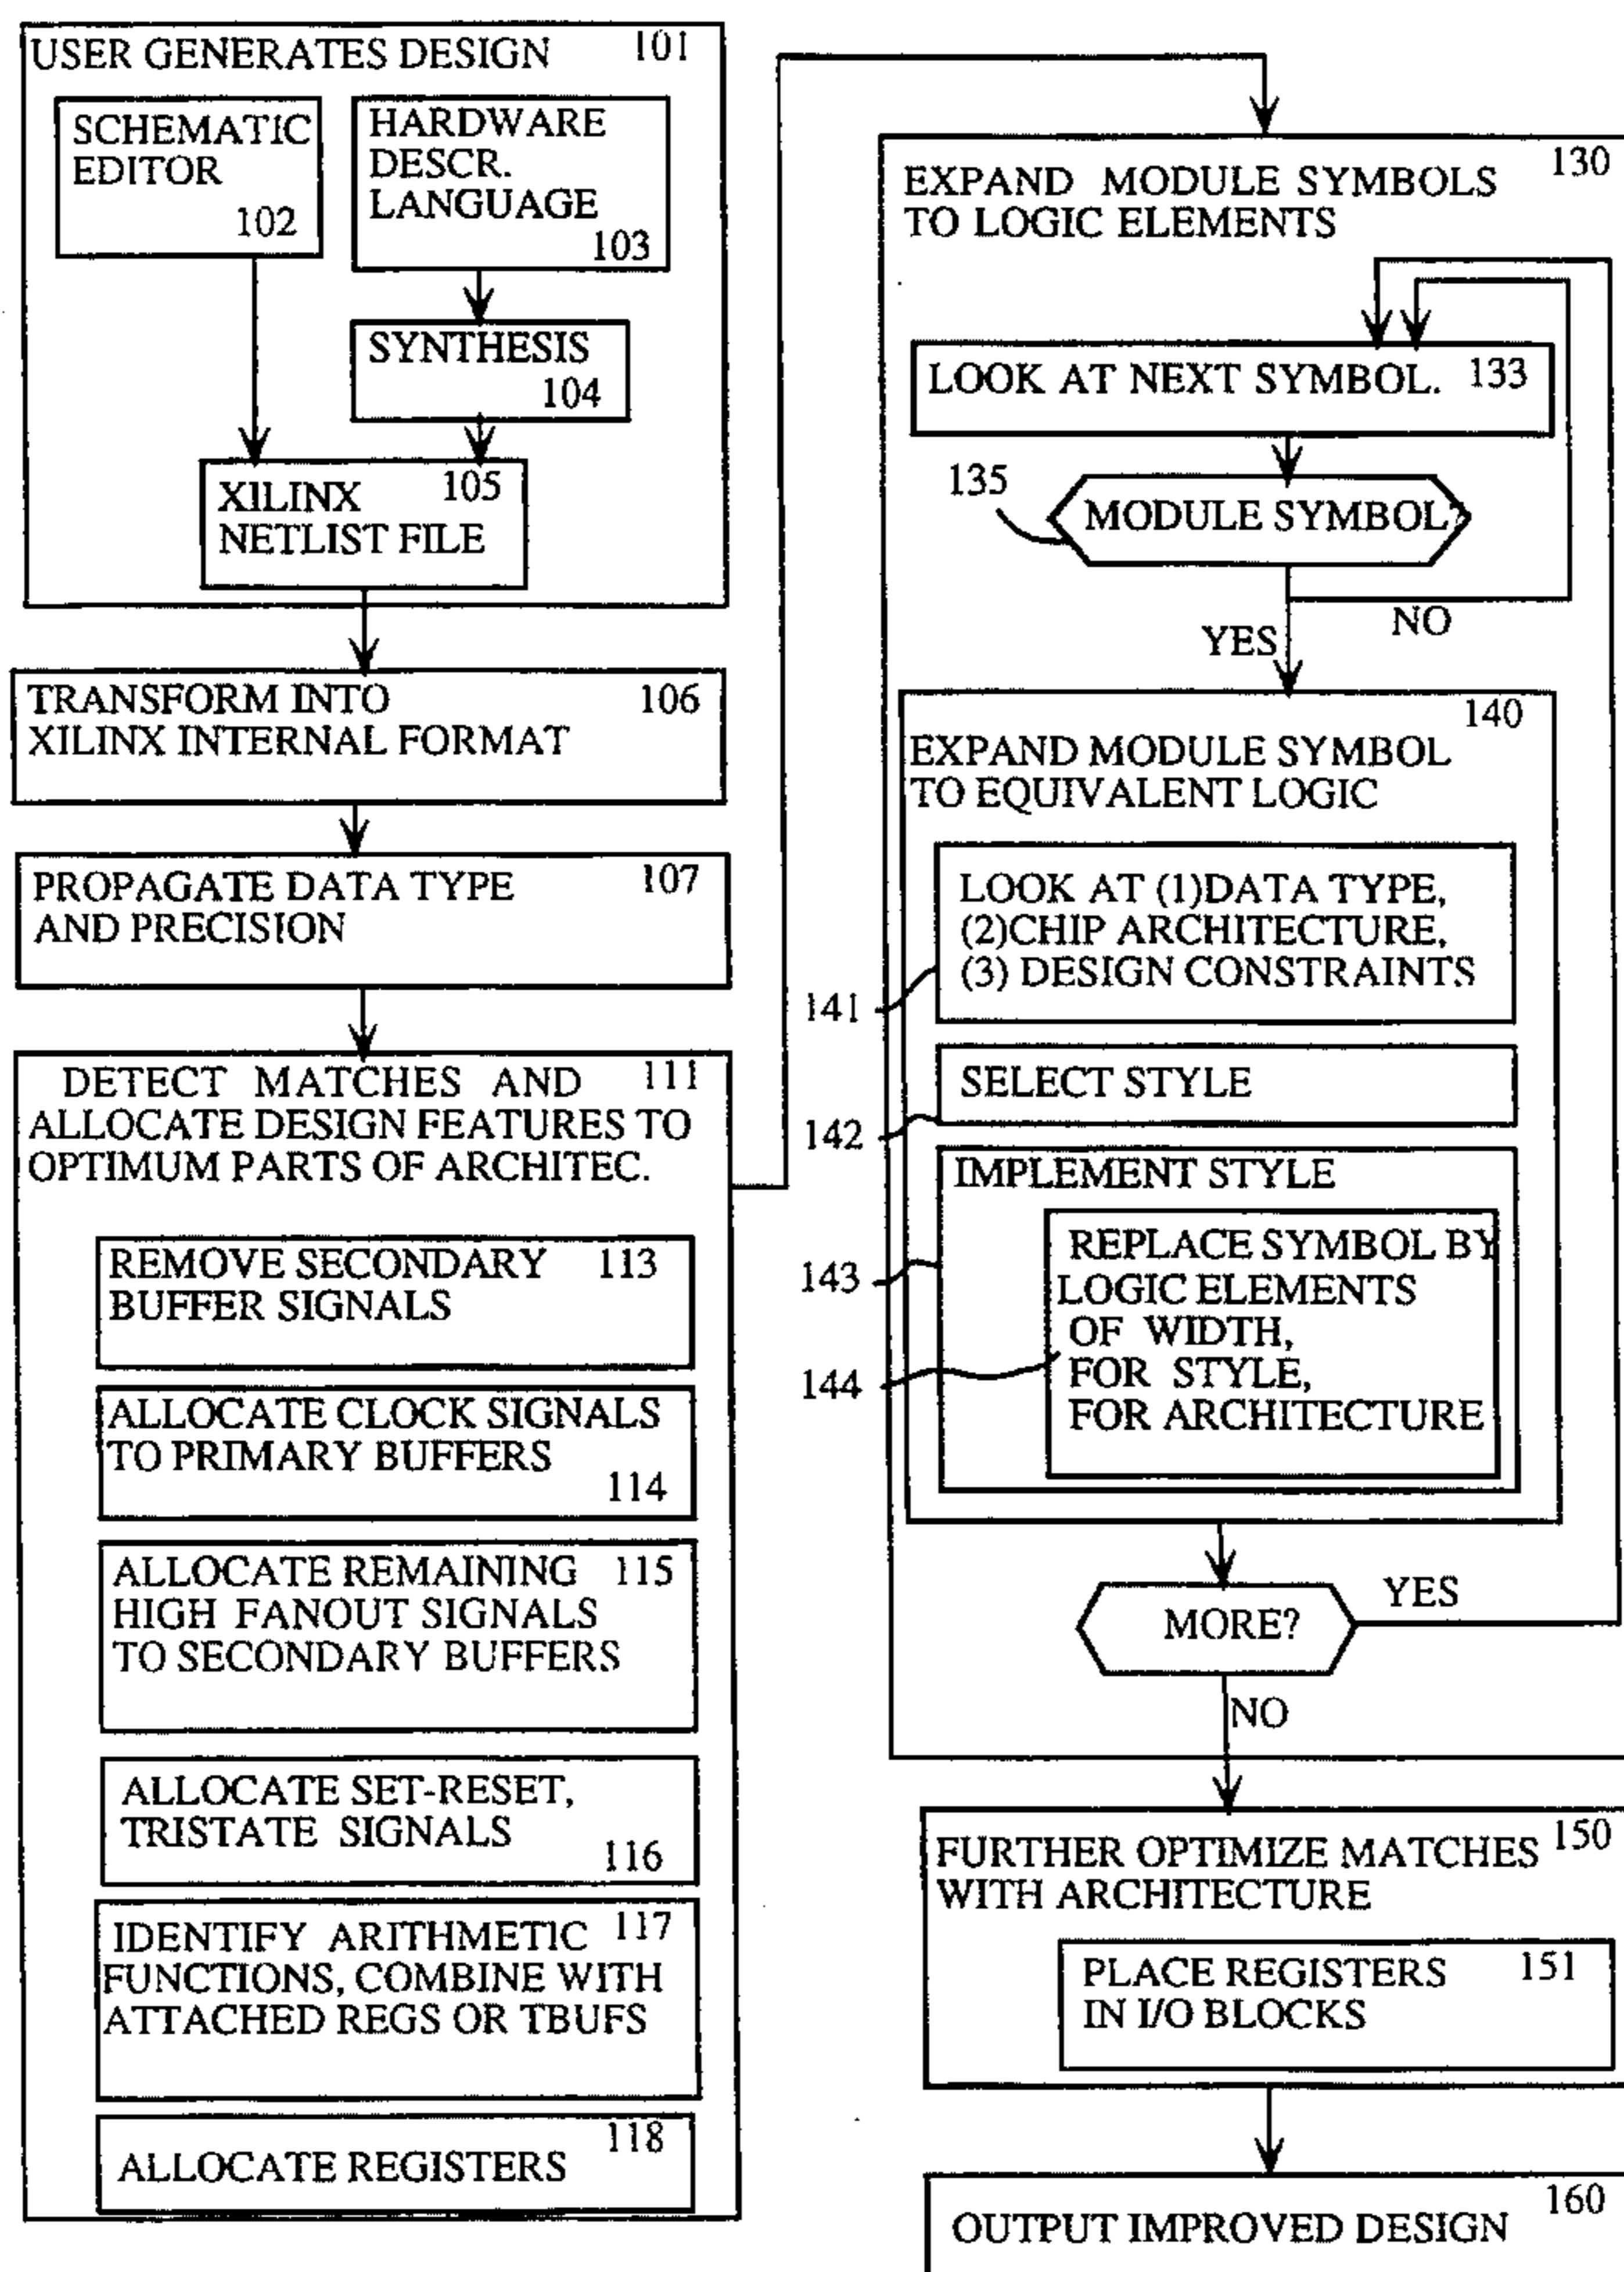 USER GENERATES DESIGN 101
SCHEMATIC
EDITOR
102
HARDWARE
DESCR.
LANGUAGE
103
SYNTHESIS
104
XILINX 105
NETLIST FILE
TRANSFORM INTO 106
XILINX INTERNAL FORMAT
PROPAGATE DATA TYPE 107
AND PRECISION
DETECT MATCHES AND 111
ALLOCATE DESIGN FEATURES TO
OPTIMUM PARTS OF ARCHITEC.
REMOVE SECONDARY 113
BUFFER SIGNALS
ALLOCATE CLOCK SIGNALS
TO PRIMARY BUFFERS
114
ALLOCATE REMAINING 115
HIGH FANOUT SIGNALS
TO SECONDARY BUFFERS
ALLOCATE SET-RESET,
TRISTATE SIGNALS
116
IDENTIFY ARITHMETIC 117
FUNCTIONS, COMBINE WITH
ATTACHED REGS OR TBUFS
118
ALLOCATE REGISTERS
130
EXPAND MODULE SYMBOLS
TO LOGIC ELEMENTS
LOOK AT NEXT SYMBOL. 133
135
MODULE SYMBOL?
NO
YES
140
EXPAND MODULE SYMBOL
TO EQUIVALENT LOGIC
LOOK AT (1)DATA TYPE,
(2)CHIP ARCHITECTURE,
(3) DESIGN CONSTRAINTS
141
SELECT STYLE
142
IMPLEMENT STYLE
143
REPLACE SYMBOL BY
LOGIC ELEMENTS
OF WIDTH,
FOR STYLE,
FOR ARCHITECTURE
144
MORE?
YES
NO
FURTHER OPTIMIZE MATCHES 150
WITH ARCHITECTURE
PLACE REGISTERS 151
IN I/O BLOCKS
160
OUTPUT IMPROVED DESIGN